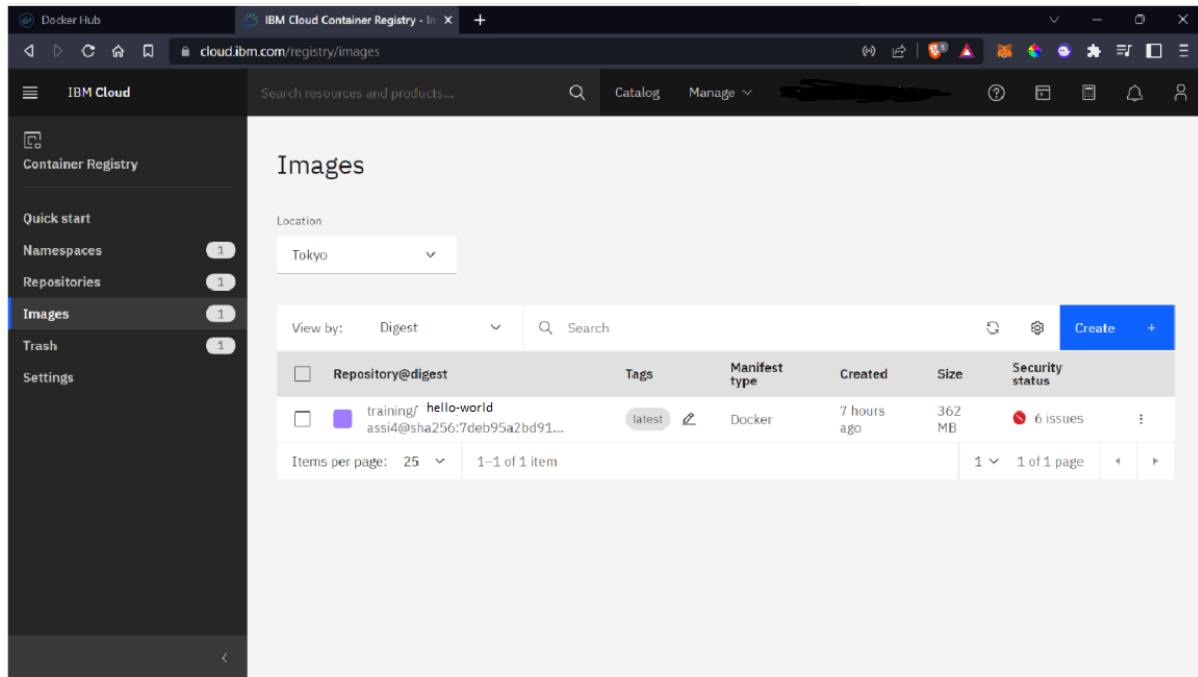 Docker Hub
IBM Cloud Container Registry - In
cloud.ibm.com/registry/images
IBM Cloud
Search resources and products...
Catalog
Manage
Container Registry
Quick start
Namespaces 1
Repositories 1
Images 1
Trash 1
Settings
Images
Location
Tokyo
View by: Digest
Search
Create +
Repository@digest Tags Manifest type Created Size Security status
training/ hello-world
assi4@sha256:7deb95a2bd91...
latest
Docker
7 hours ago
362 MB
6 issues
Items per page: 25
1–1 of 1 item
1
1 of 1 page